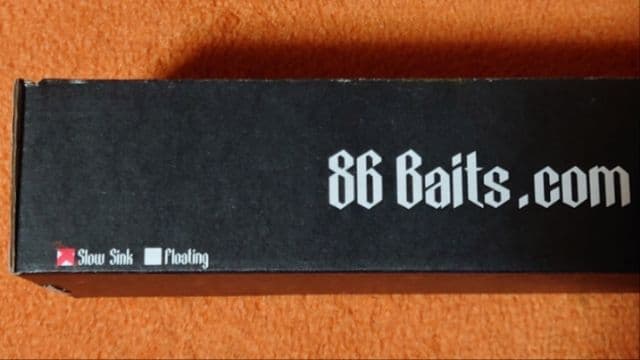 86 Baits.com
Slow Sink Floating